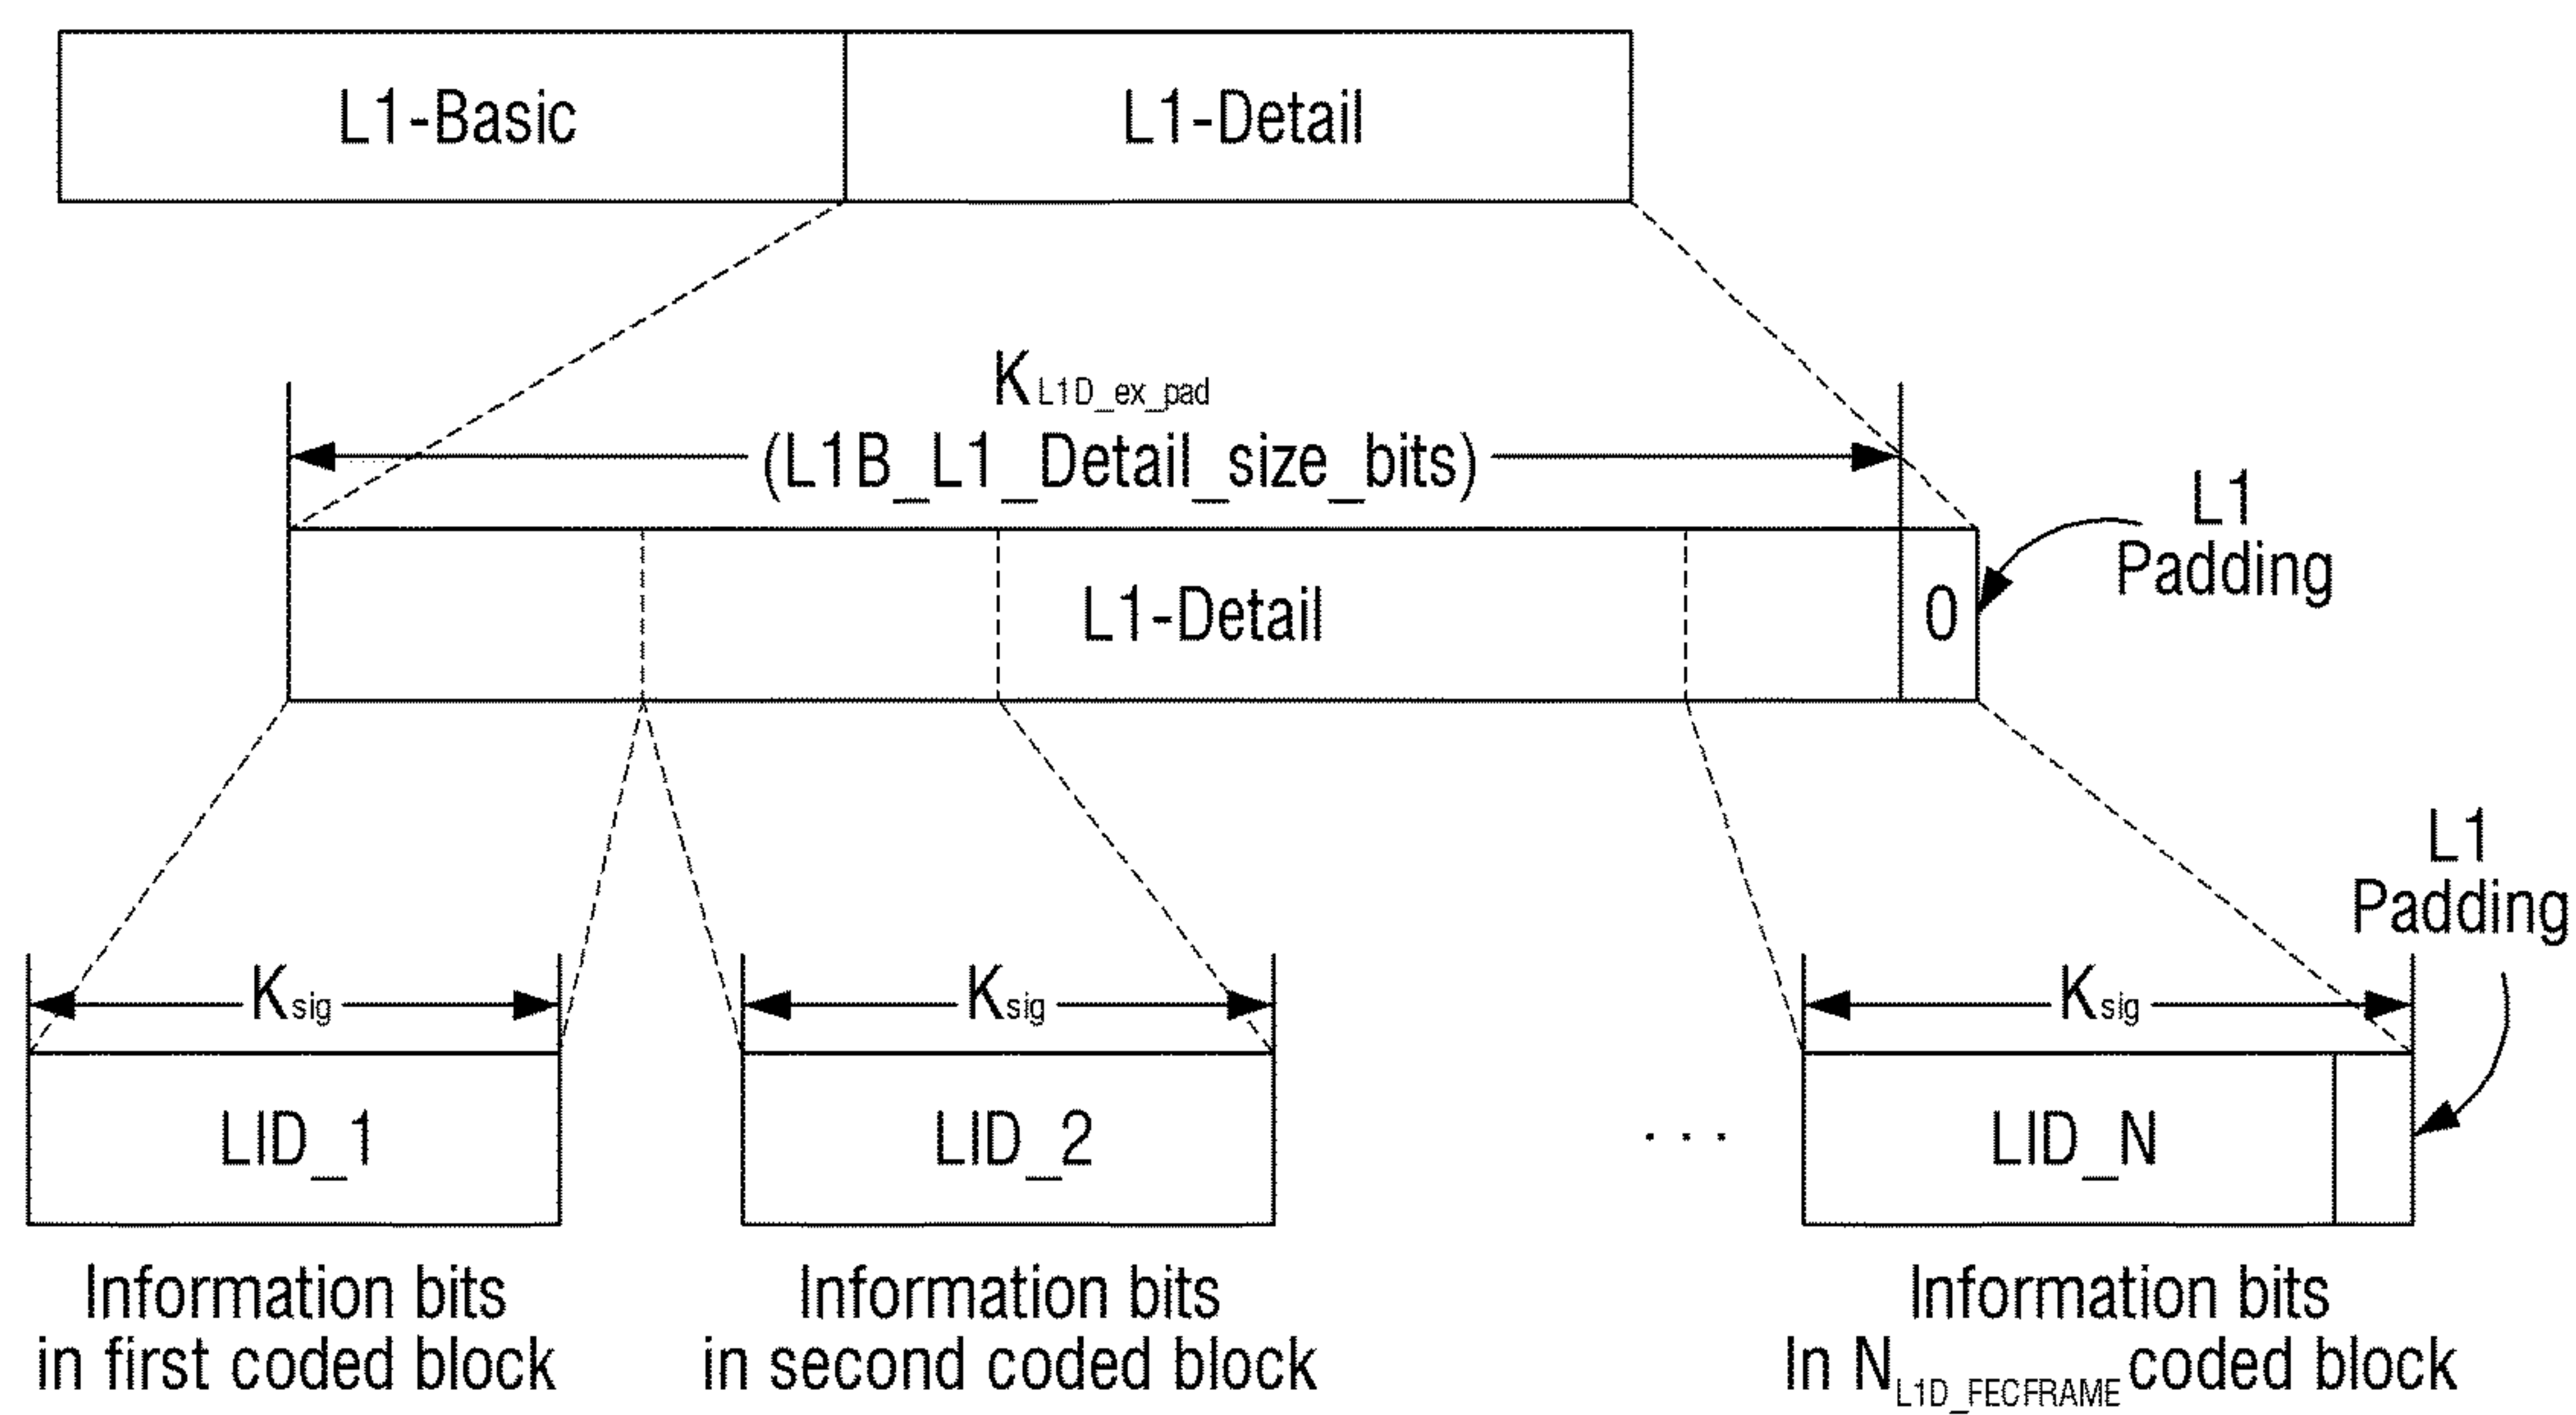 L1-Basic
L1-Detail
K L1D_ex_pad
(L1B_L1_Detail_size_bits)
L1
Padding
L1-Detail
0
L1
Padding
Ksig
Ksig
Ksig
LID_1
LID_2
. . .
LID_N
Information bits
in first coded block
Information bits
in second coded block
Information bits
In NL1D_FECFRAME coded block